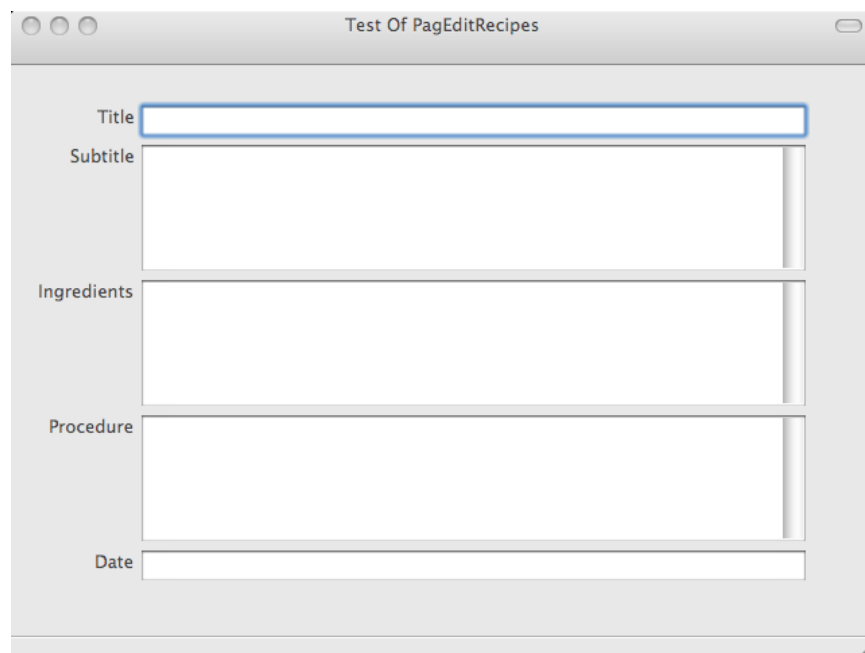 Test Of PagEditRecipes
Title
Subtitle
Ingredients
Procedure
Date